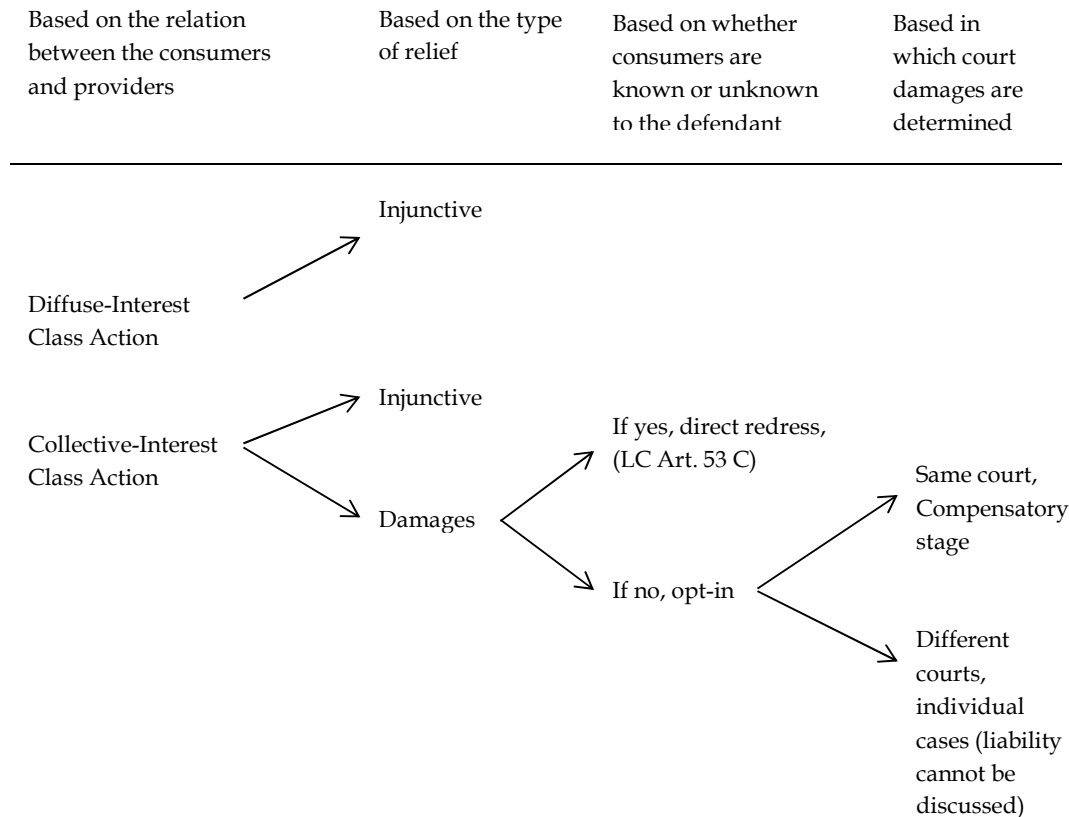 Based on the relation
between the consumers
and providers
Based on the type
of relief
Based on whether
consumers are
known or unknown
to the defendant
Based in
which court
damages are
determined
Injunctive
Diffuse-Interest
Class Action
Injunctive
Collective-Interest
Class Action
Damages
If yes, direct redress,
(LC Art. 53 C)
If no, opt-in
Same court,
Compensatory
stage
Different
courts,
individual
cases (liability
cannot be
discussed)